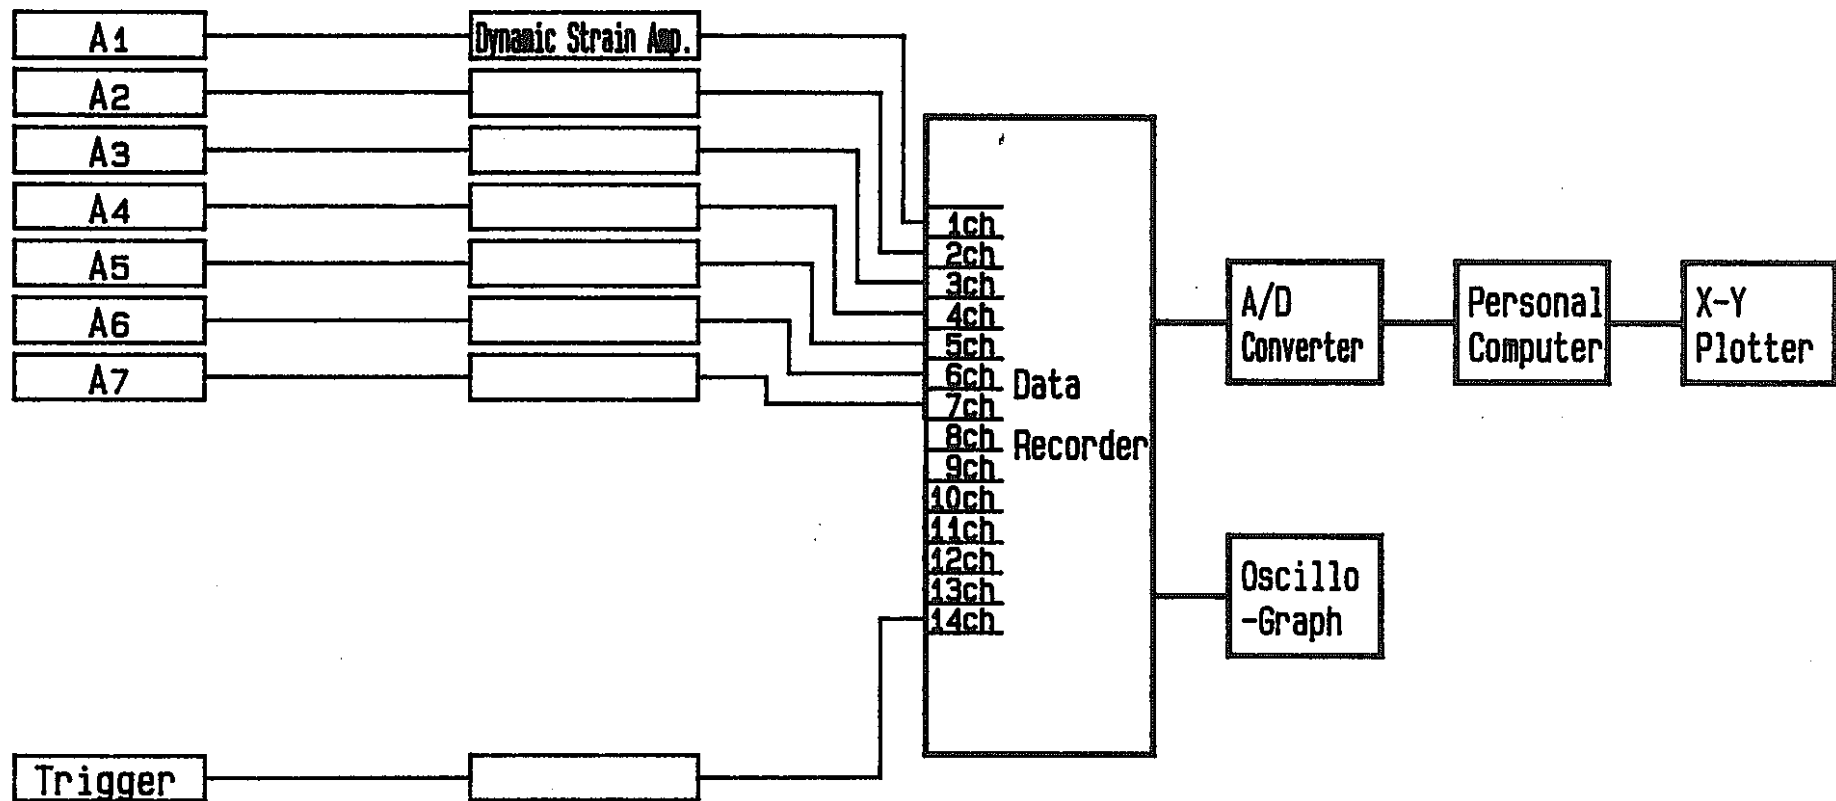 A1
Dynamic Strain Amp.
A2
A3
A4
A5
A6
A7
1ch
2ch
3ch
4ch
5ch
6ch
7ch
8ch
9ch
10ch
11ch
12ch
13ch
14ch
Data
Recorder
A/D
Converter
Personal
Computer
X-Y
Plotter
Oscillo
-Graph
Trigger